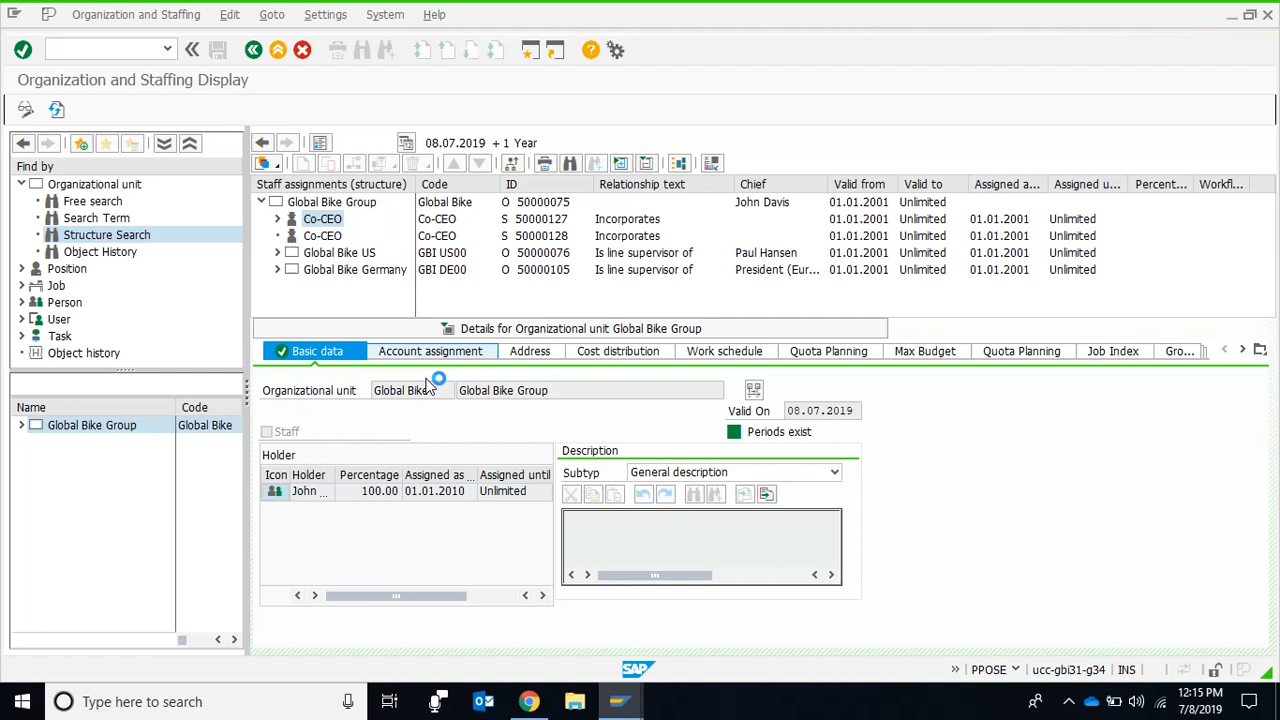 Organization and Staffing Edit Goto Settings System Help
Organization and Staffing Display
08.07.2019 + 1 Year
Find by
Organizational unit
Free search
Search Term
Structure Search
Object History
Position
Job
Person
User
Task
Object history
Name Code
Global Bike Group Global Bike
Staff assignments (structure) Code ID Relationship text Chief Valid from Valid to Assigned a... Assigned u... Percent... Workfl...
Global Bike Group Global Bike O 50000075 John Davis 01.01.2001 Unlimited
Co-CEO Co-CEO S 50000127 Incorporates 01.01.2001 Unlimited 01.01.2001 Unlimited
Co-CEO Co-CEO S 50000128 Incorporates 01.01.2001 Unlimited 01.01.2001 Unlimited
Global Bike US GBI US00 O 50000076 Is line supervisor of Paul Hansen 01.01.2001 Unlimited 01.01.2001 Unlimited
Global Bike Germany GBI DE00 O 50000105 Is line supervisor of President (Eur... 01.01.2001 Unlimited 01.01.2001 Unlimited
Details for Organizational unit Global Bike Group
Basic data Account assignment Address Cost distribution Work schedule Quota Planning Max Budget Quota Planning Job Index Gro...
Organizational unit Global Bike Global Bike Group
Valid On 08.07.2019
Staff
Periods exist
Holder
Icon Holder Percentage Assigned as ... Assigned until
John ... 100.00 01.01.2010 Unlimited
Description
Subtyp General description
SAP
» PPOSE ucc-gbi31-g34 INS
Type here to search
12:15 PM
7/8/2019